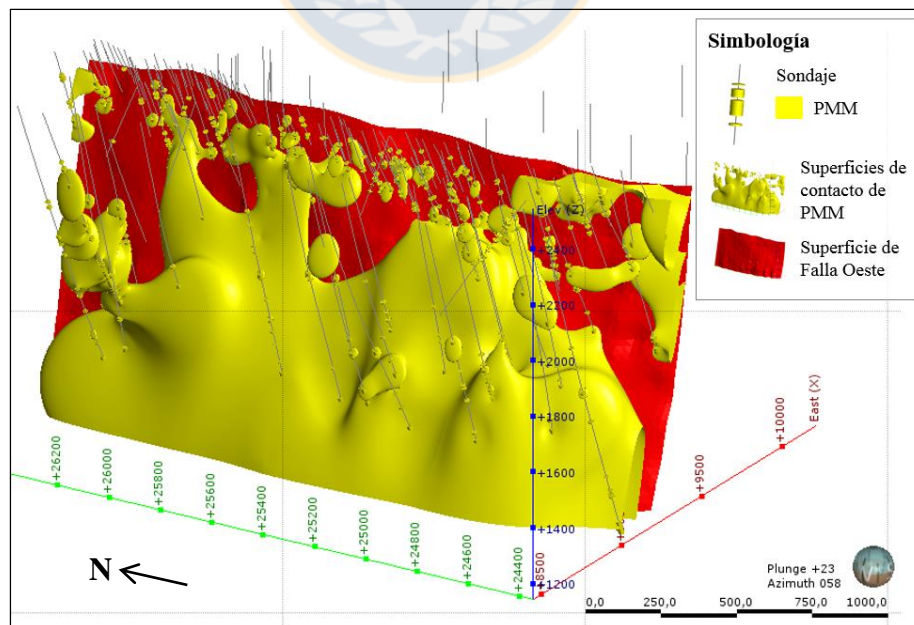 Simbología
Sondaje
PMM
Superficies de
contacto de
PMM
Superficie de
Falla Oeste
Elev (Z)
+2400
+2200
+2000
+1800
+1600
+1400
+1200
East (X)
+10000
+9500
+8500
+26200
+26000
+25800
+25600
+25400
+25200
+25000
+24800
+24600
+24400
N
Plunge +23
Azimuth 058
0,0
250,0
500,0
750,0
1000,0